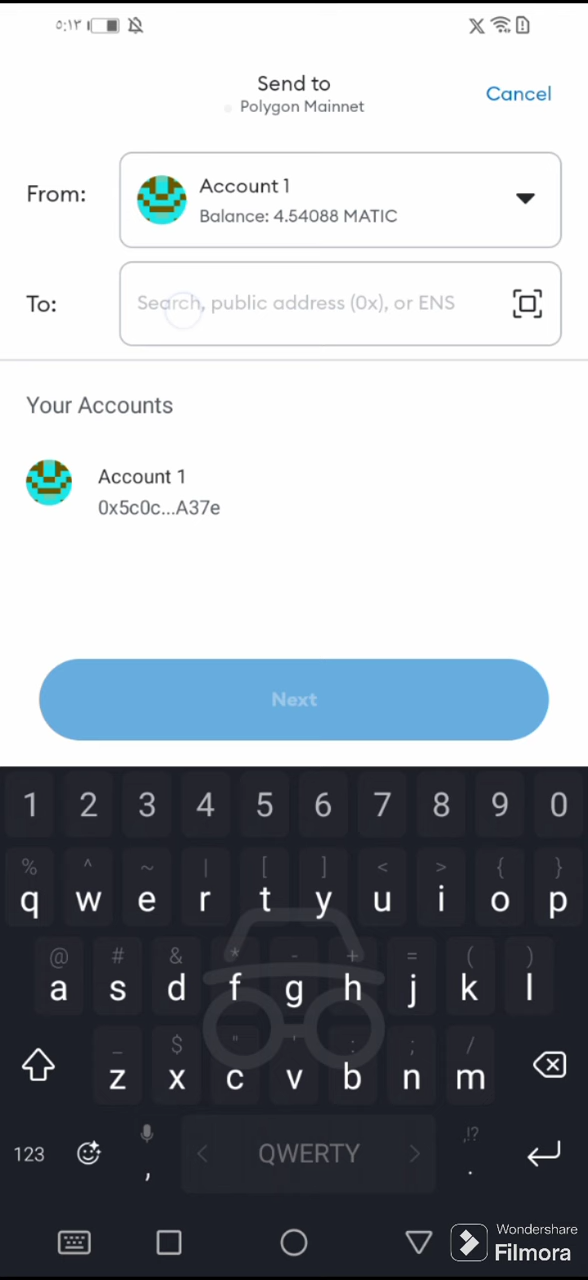 ٥:١٣
Send to
Polygon Mainnet
Cancel
From:
Account 1
Balance: 4.54088 MATIC
To:
Search, public address (0x), or ENS
Your Accounts
Account 1
0x5c0c...A37e
Next
1 2 3 4 5 6 7 8 9 0
% ^ ~ | [ ] < > { }
q w e r t y u i o p
@ # & * - + = ( )
a s d f g h j k l
_ $ " ' : ; /
z x c v b n m
123 , < QWERTY > ,!? .
Wondershare
Filmora